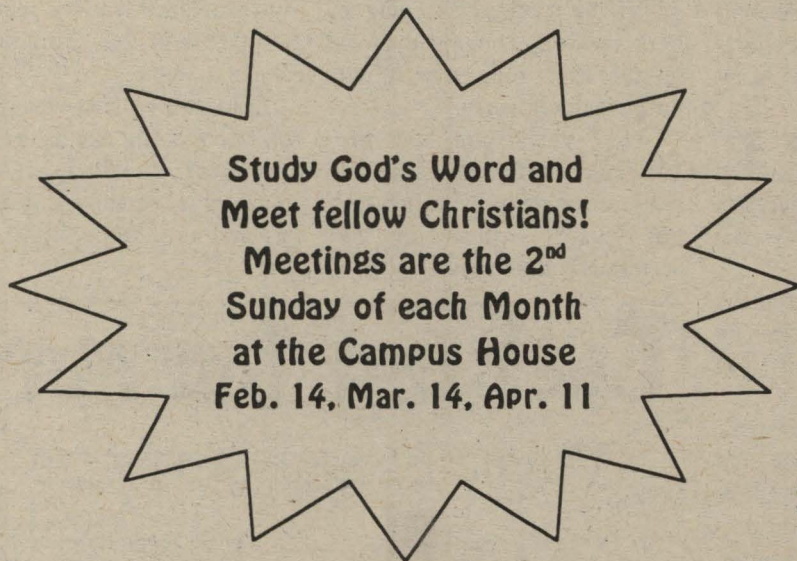 Study God's Word and
Meet fellow Christians!
Meetings are the 2nd
Sunday of each Month
at the Campus House
Feb. 14, Mar. 14, Apr. 11